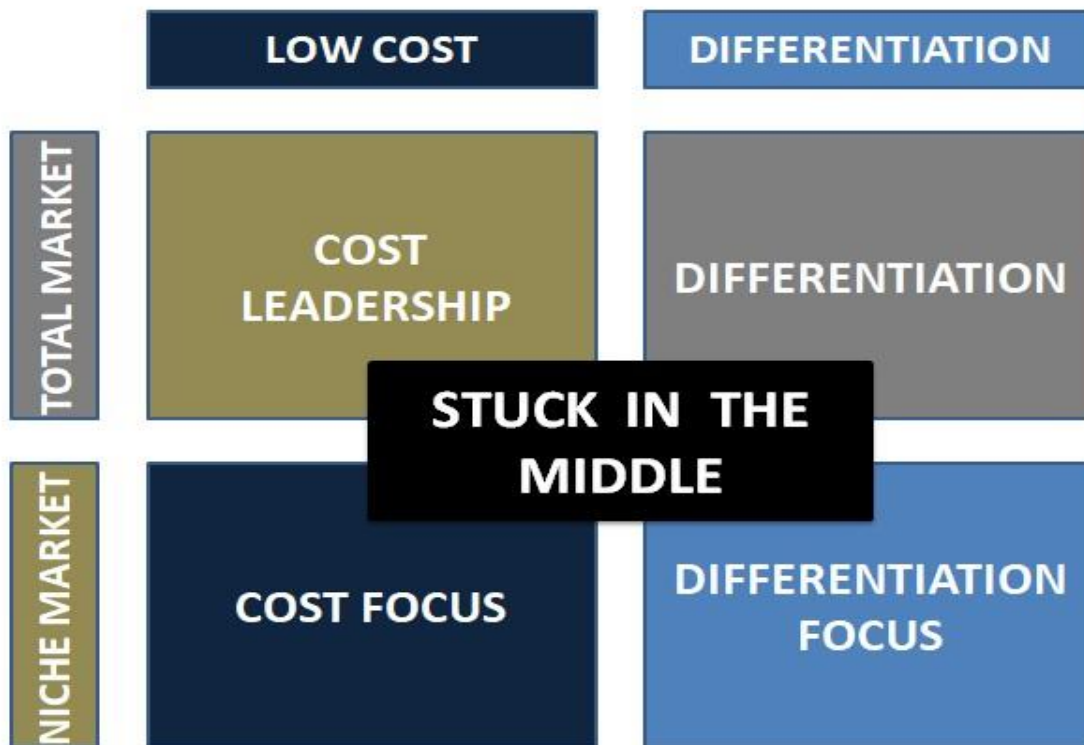 LOW COST
DIFFERENTIATION
TOTAL MARKET
COST
LEADERSHIP
DIFFERENTIATION
STUCK IN THE
MIDDLE
NICHE MARKET
COST FOCUS
DIFFERENTIATION
FOCUS